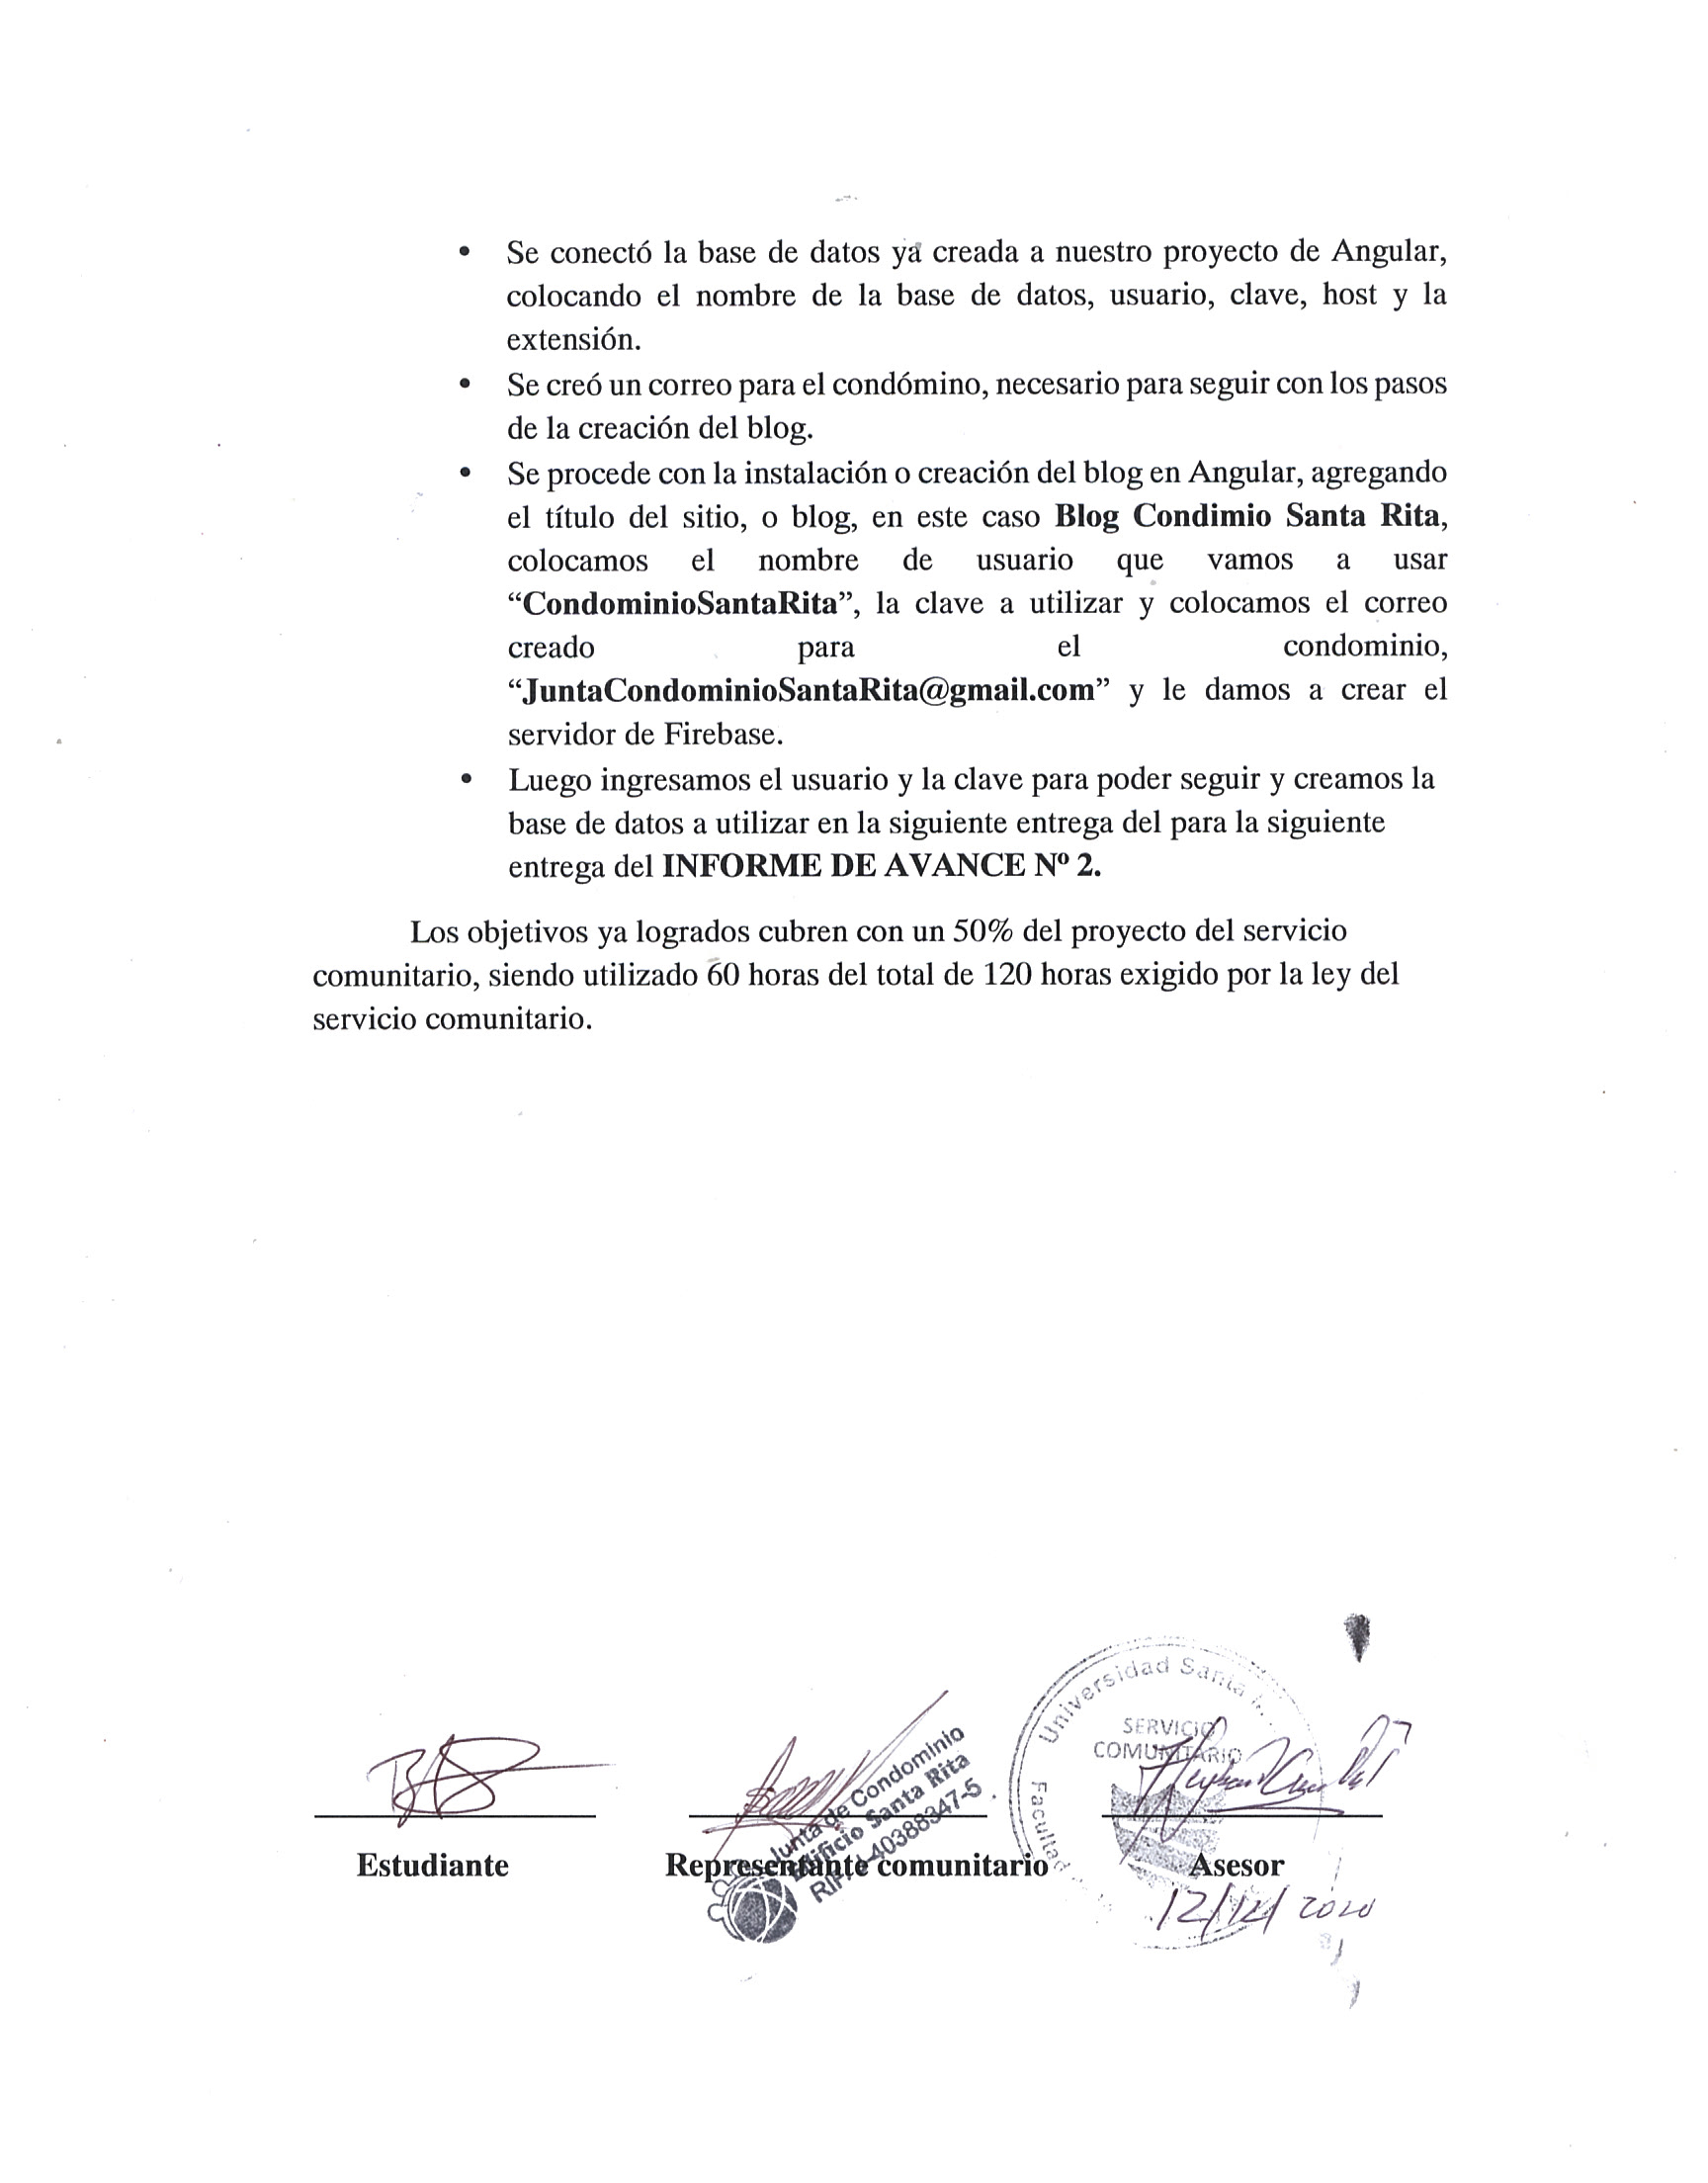 • Se conectó la base de datos ya creada a nuestro proyecto de Angular,
colocando el nombre de la base de datos, usuario, clave, host y la
extensión.
• Se creó un correo para el condómino, necesario para seguir con los pasos
de la creación del blog.
• Se procede con la instalación o creación del blog en Angular, agregando
el título del sitio, o blog, en este caso Blog Condimio Santa Rita,
colocamos el nombre de usuario que vamos a usar
“CondominioSantaRita”, la clave a utilizar y colocamos el correo
creado para el condominio,
“JuntaCondominioSantaRita@gmail.com” y le damos a crear el
servidor de Firebase.
• Luego ingresamos el usuario y la clave para poder seguir y creamos la
base de datos a utilizar en la siguiente entrega del para la siguiente
entrega del INFORME DE AVANCE Nº 2.
Los objetivos ya logrados cubren con un 50% del proyecto del servicio
comunitario, siendo utilizado 60 horas del total de 120 horas exigido por la ley del
servicio comunitario.
Estudiante
Junta de Condominio
Edificio Santa Rita
40388347-5
Representante comunitario
Universidad Santa
SERVICIO
COMUNITARIO
Facultad
Asesor
2020